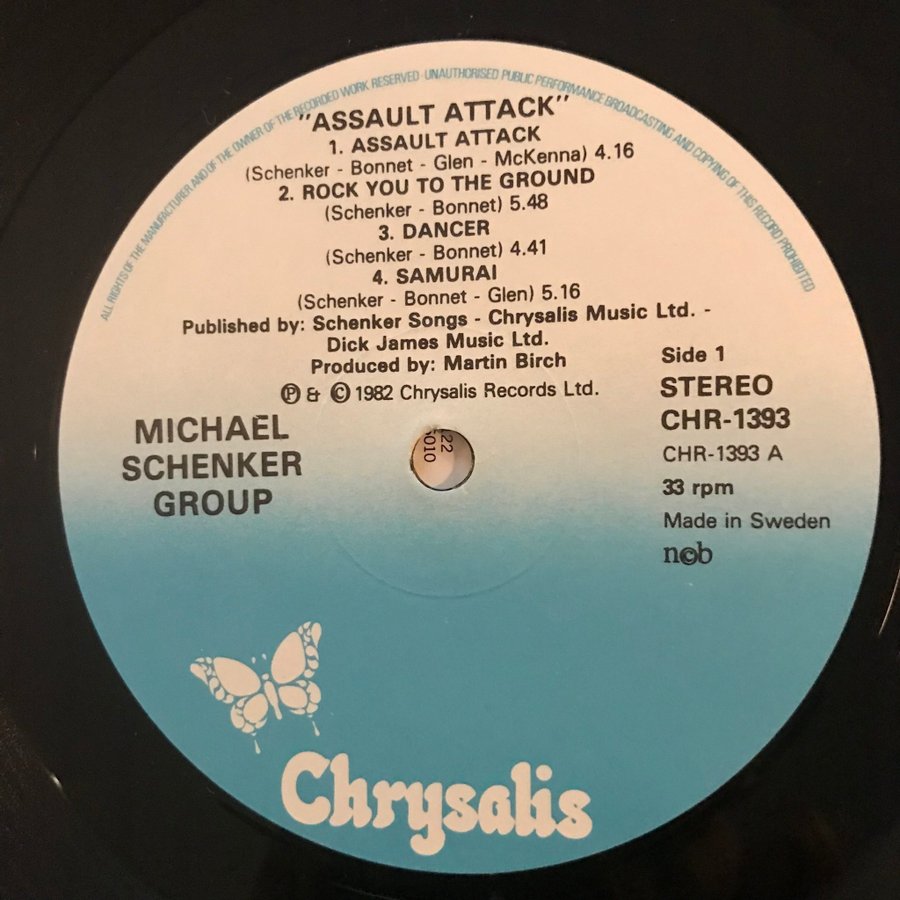 ALL RIGHTS OF THE MANUFACTURER AND OF THE OWNER OF THE RECORDED WORK RESERVED · UNAUTHORISED PUBLIC PERFORMANCE BROADCASTING AND COPYING OF THIS RECORD PROHIBITED
"ASSAULT ATTACK"
1. ASSAULT ATTACK
(Schenker - Bonnet - Glen - McKenna) 4.16
2. ROCK YOU TO THE GROUND
(Schenker - Bonnet) 5.48
3. DANCER
(Schenker - Bonnet) 4.41
4. SAMURAI
(Schenker - Bonnet - Glen) 5.16
Published by: Schenker Songs - Chrysalis Music Ltd. -
Dick James Music Ltd.
Produced by: Martin Birch
Ⓟ & © 1982 Chrysalis Records Ltd.
MICHAEL
SCHENKER
GROUP
Side 1
STEREO
CHR-1393
CHR-1393 A
33 rpm
Made in Sweden
ncb
Chrysalis